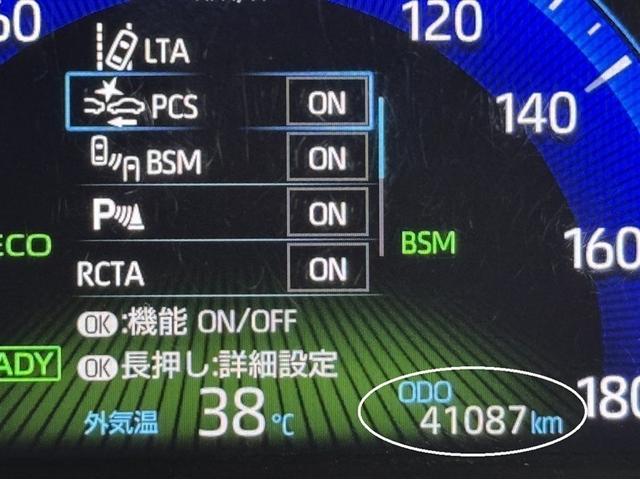 60
120
140
160
180
LTA
PCS ON
BSM ON
P ON
RCTA ON
ECO
BSM
OK:機能 ON/OFF
OK長押し:詳細設定
外気温 38℃
ODO
41087km